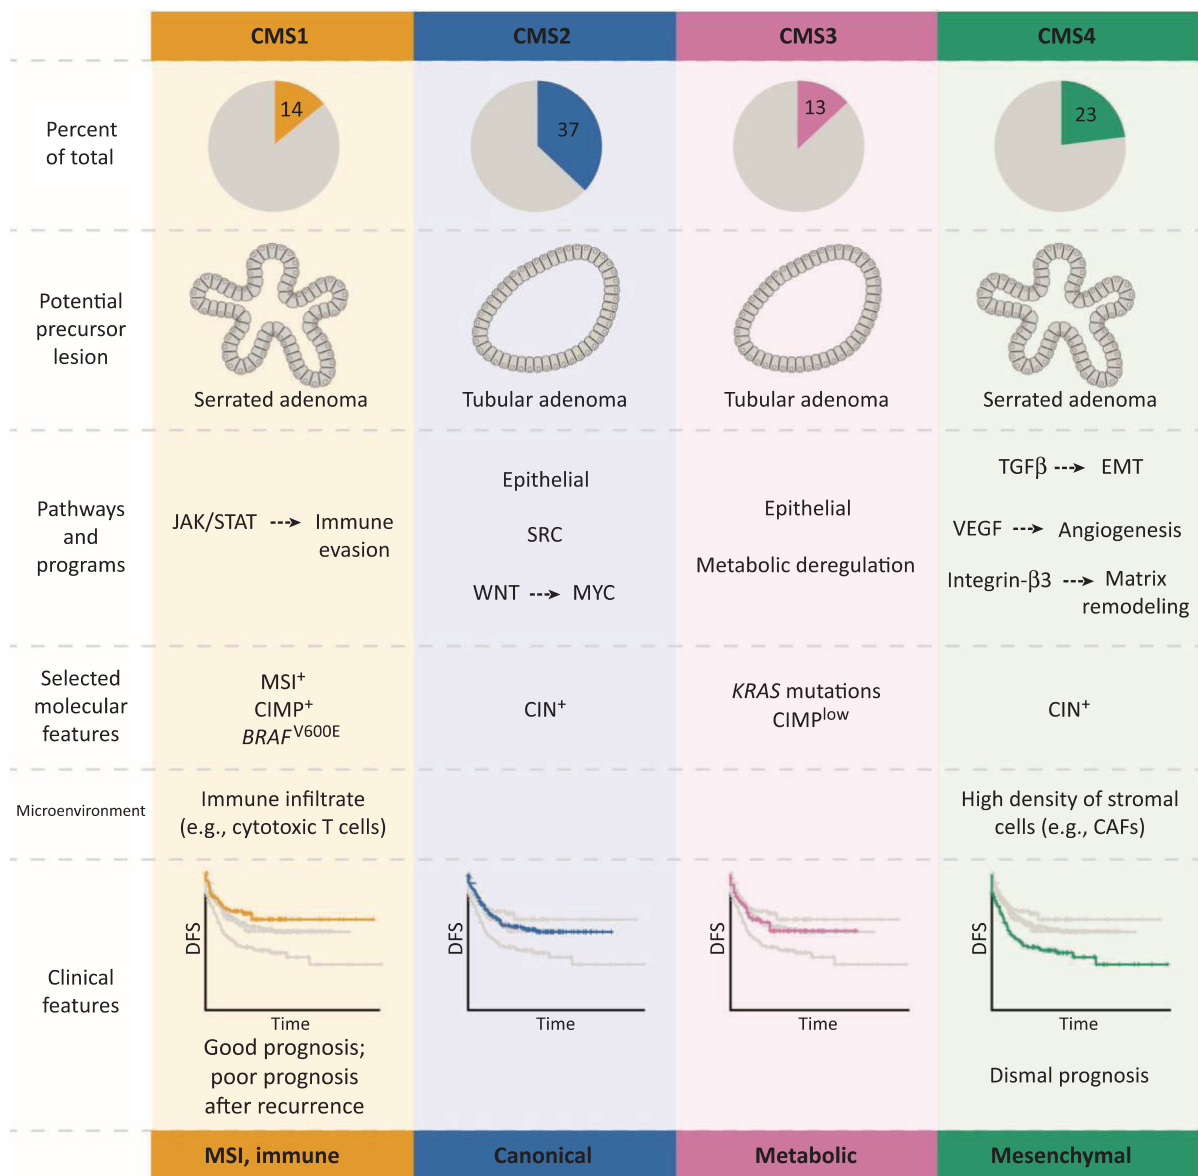 CMS1 CMS2 CMS3 CMS4
Percent
of total
14 37 13 23
Potential
precursor
lesion
Serrated adenoma Tubular adenoma Tubular adenoma Serrated adenoma
Pathways
and
programs
JAK/STAT --→ Immune
evasion
Epithelial
SRC
WNT --→ MYC
Epithelial
Metabolic deregulation
TGFβ --→ EMT
VEGF --→ Angiogenesis
Integrin-β3 --→ Matrix
remodeling
Selected
molecular
features
MSI⁺
CIMP⁺
BRAF^V600E
CIN⁺
KRAS mutations
CIMP^low
CIN⁺
Microenvironment
Immune infiltrate
(e.g., cytotoxic T cells)
High density of stromal
cells (e.g., CAFs)
Clinical
features
DFS
Time
Good prognosis;
poor prognosis
after recurrence
DFS
Time
DFS
Time
DFS
Time
Dismal prognosis
MSI, immune Canonical Metabolic Mesenchymal